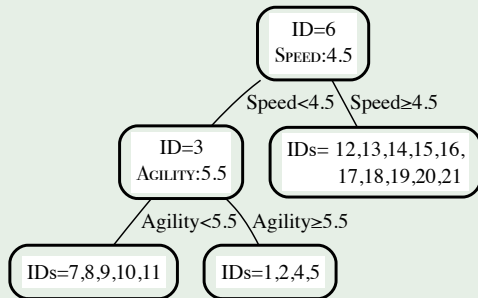 ID=6
SPEED:4.5
Speed<4.5 Speed≥4.5
ID=3
AGILITY:5.5
IDs= 12,13,14,15,16,
17,18,19,20,21
Agility<5.5 Agility≥5.5
IDs=7,8,9,10,11
IDs=1,2,4,5